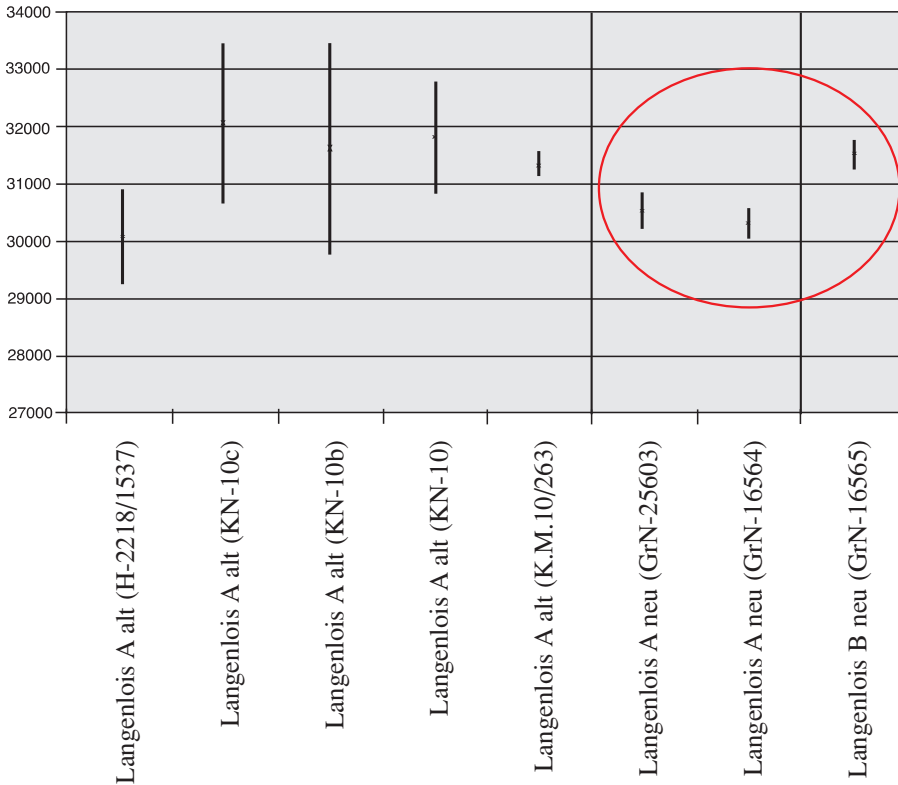 34000
33000
32000
31000
30000
29000
28000
27000
Langenlois A alt (H-2218/1537)
Langenlois A alt (KN-10c)
Langenlois A alt (KN-10b)
Langenlois A alt (KN-10)
Langenlois A alt (K.M.10/263)
Langenlois A neu (GrN-25603)
Langenlois A neu (GrN-16564)
Langenlois B neu (GrN-16565)